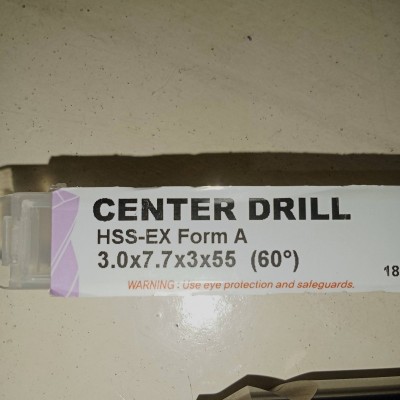 CENTER DRILL
HSS-EX Form A
3.0x7.7x3x55 (60°)
18
WARNING : Use eye protection and safeguards.